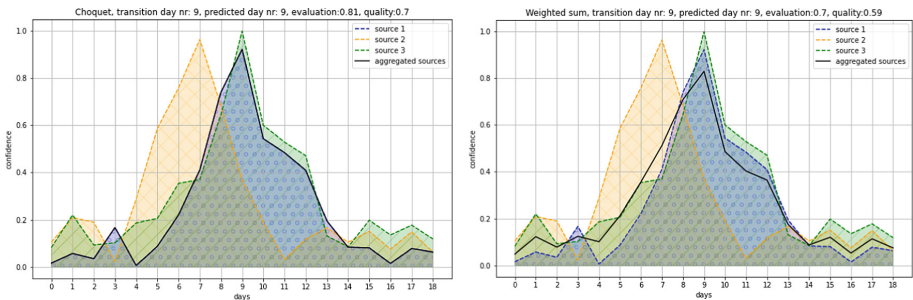 Choquet, transition day nr: 9, predicted day nr: 9, evaluation:0.81, quality:0.7
source 1
source 2
source 3
aggregated sources
1.0
0.8
0.6
0.4
0.2
0.0
confidence
0 1 2 3 4 5 6 7 8 9 10 11 12 13 14 15 16 17 18
days
Weighted sum, transition day nr: 9, predicted day nr: 9, evaluation:0.7, quality:0.59
source 1
source 2
source 3
aggregated sources
1.0
0.8
0.6
0.4
0.2
0.0
confidence
0 1 2 3 4 5 6 7 8 9 10 11 12 13 14 15 16 17 18
days